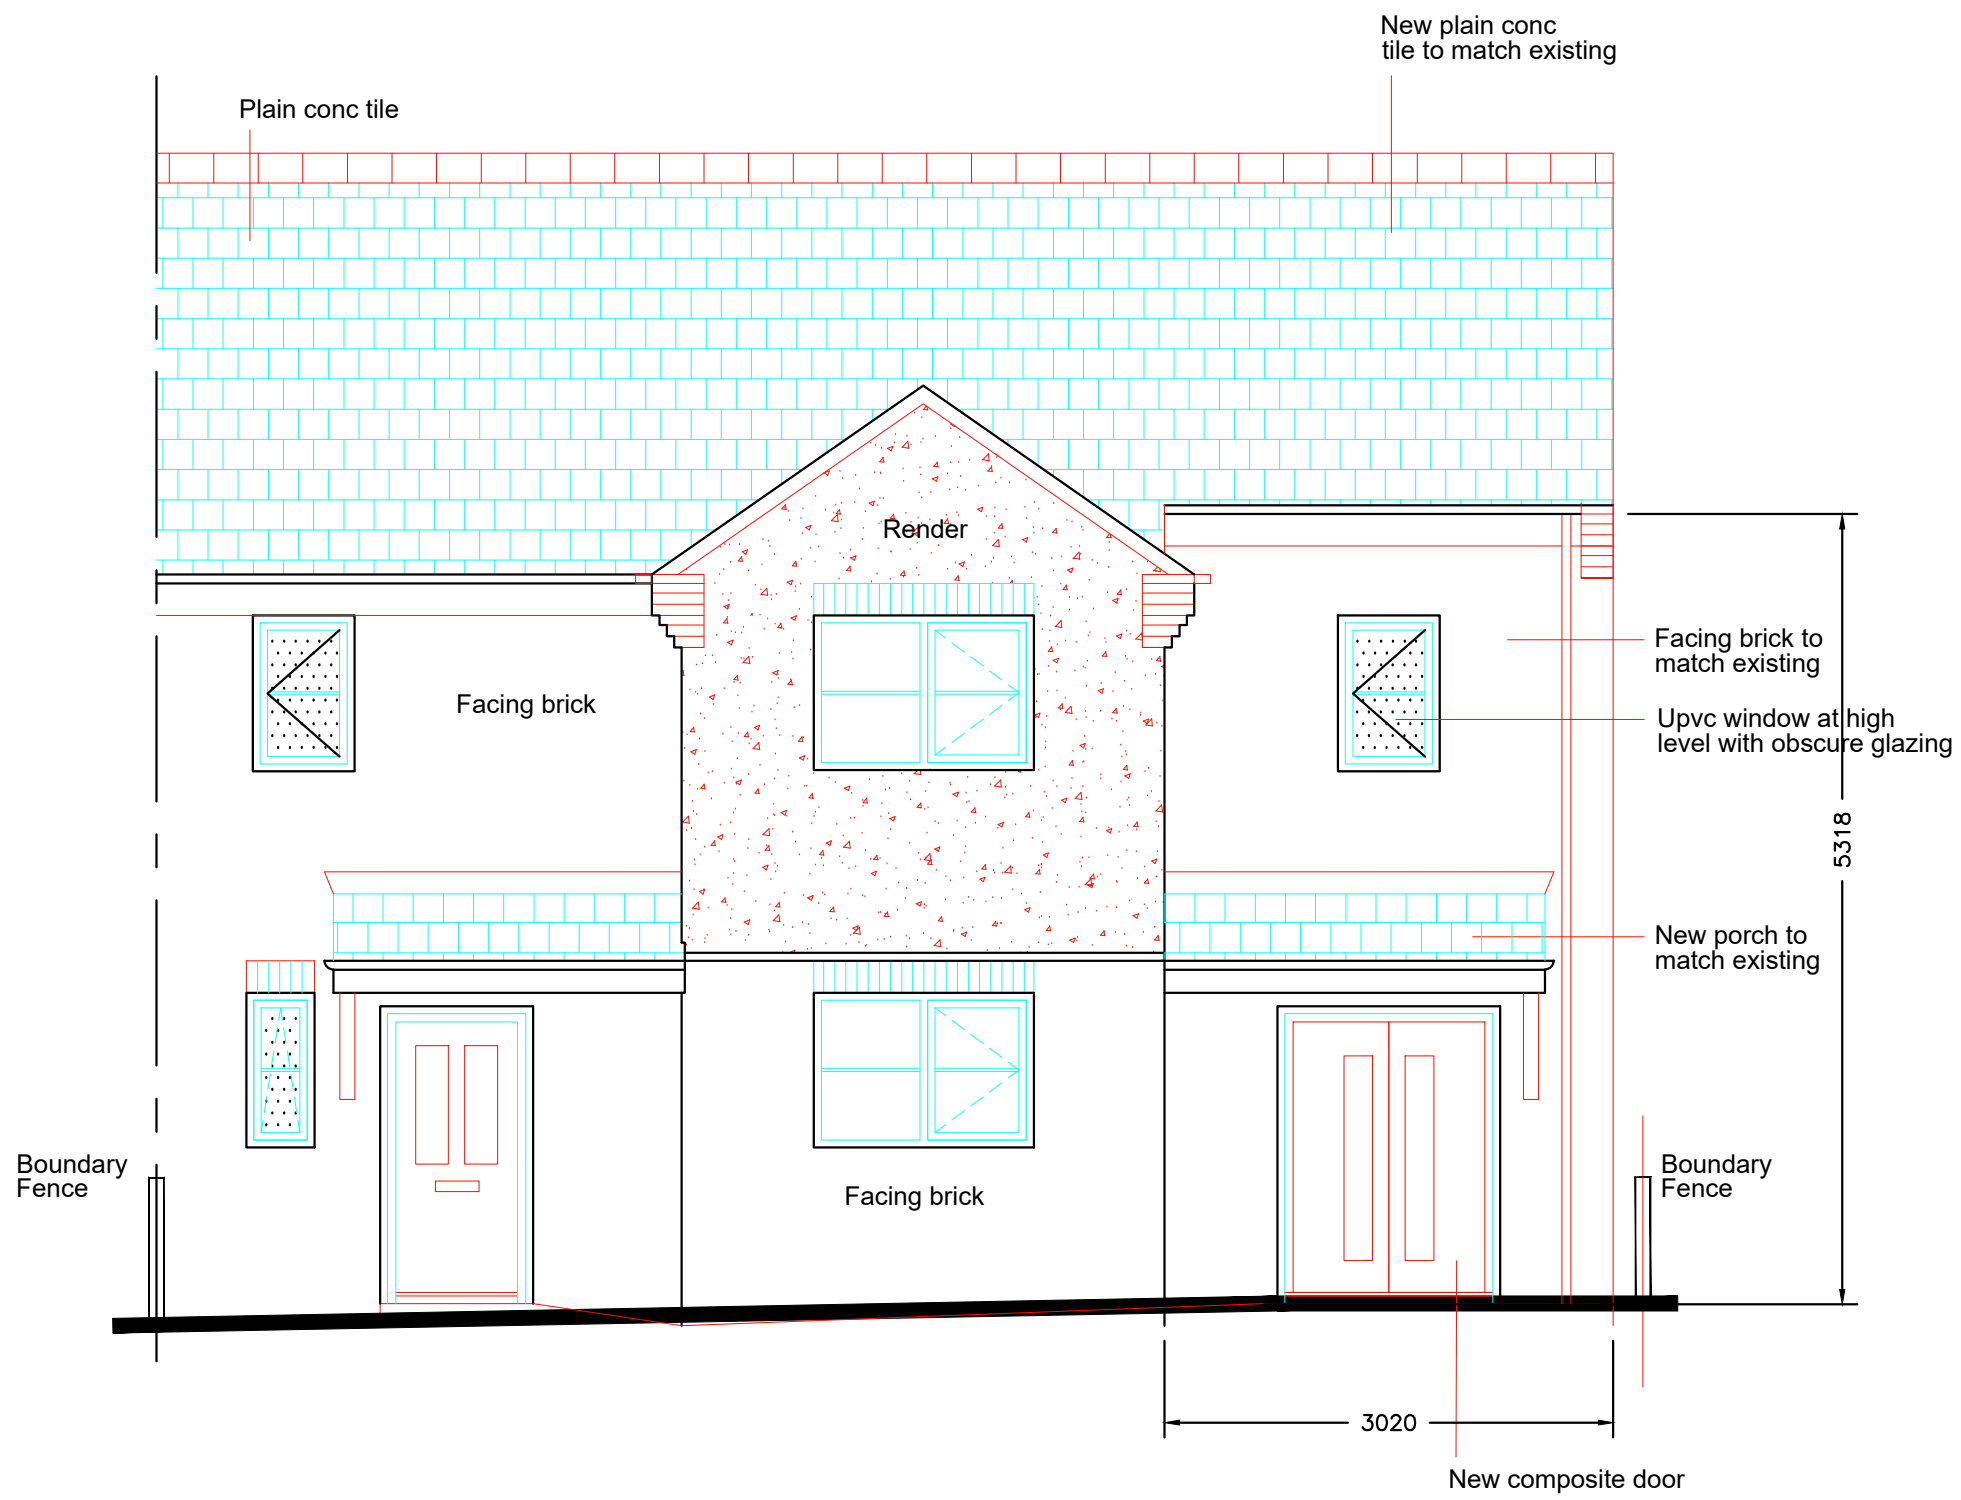 New plain conc
tile to match existing
Plain conc tile
Render
Facing brick to
match existing
Facing brick
Upvc window at high
level with obscure glazing
5318
New porch to
match existing
Boundary
Fence
Boundary
Fence
Facing brick
3020
New composite door